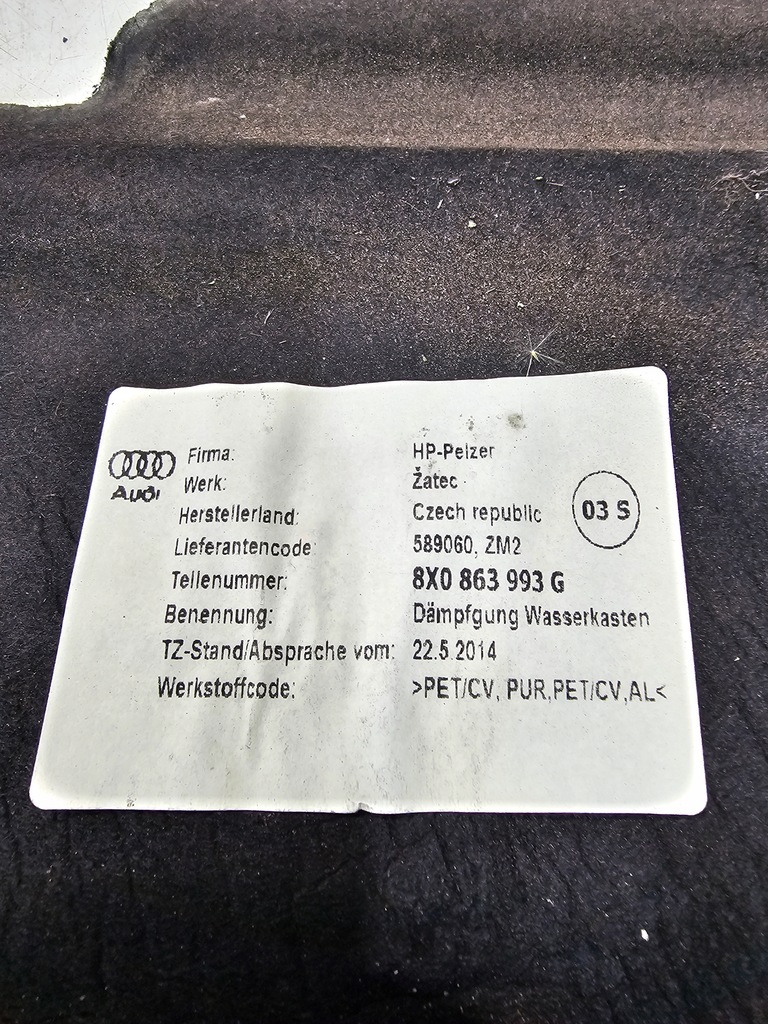 Audi
Firma: HP-Pelzer
Werk: Žatec
Herstellerland: Czech republic
03 S
Lieferantencode: 589060, ZM2
Teilenummer: 8X0 863 993 G
Benennung: Dämpfgung Wasserkasten
TZ-Stand/Absprache vom: 22.5.2014
Werkstoffcode: >PET/CV, PUR,PET/CV,AL<